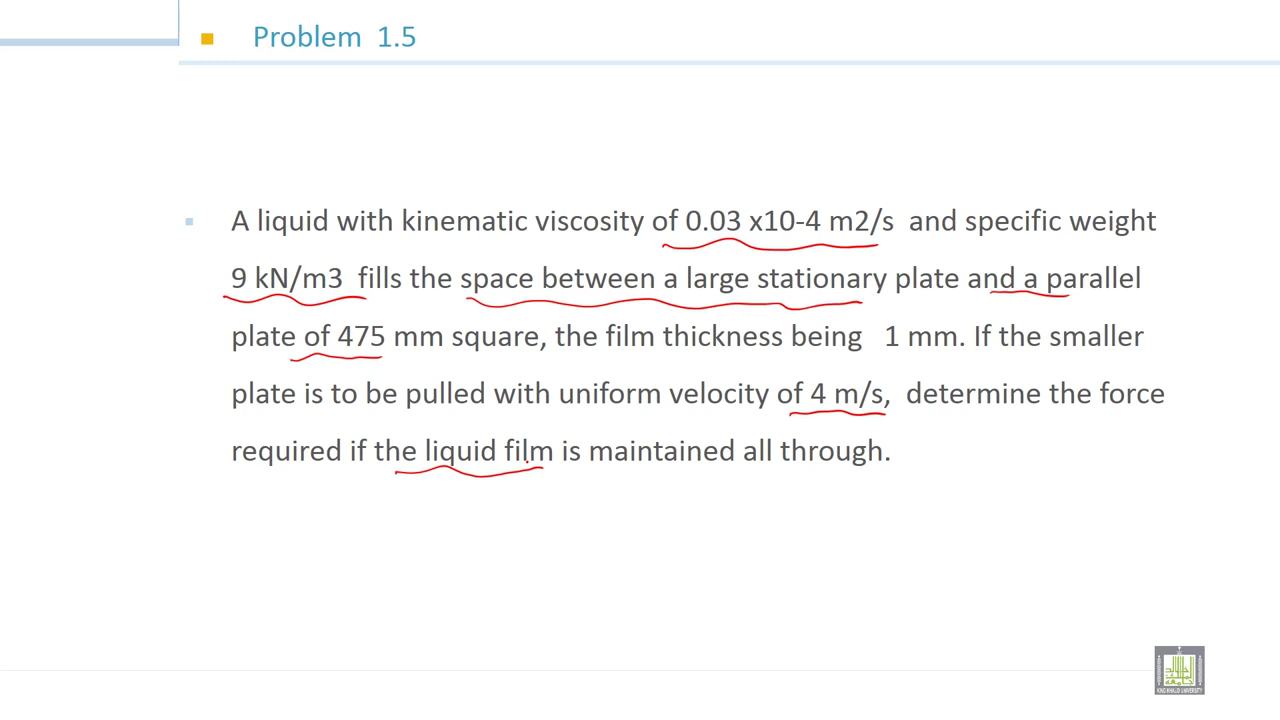 Problem 1.5
A liquid with kinematic viscosity of 0.03 x10-4 m2/s and specific weight
9 kN/m3 fills the space between a large stationary plate and a parallel
plate of 475 mm square, the film thickness being 1 mm. If the smaller
plate is to be pulled with uniform velocity of 4 m/s, determine the force
required if the liquid film is maintained all through.
KING KHALID UNIVERSITY